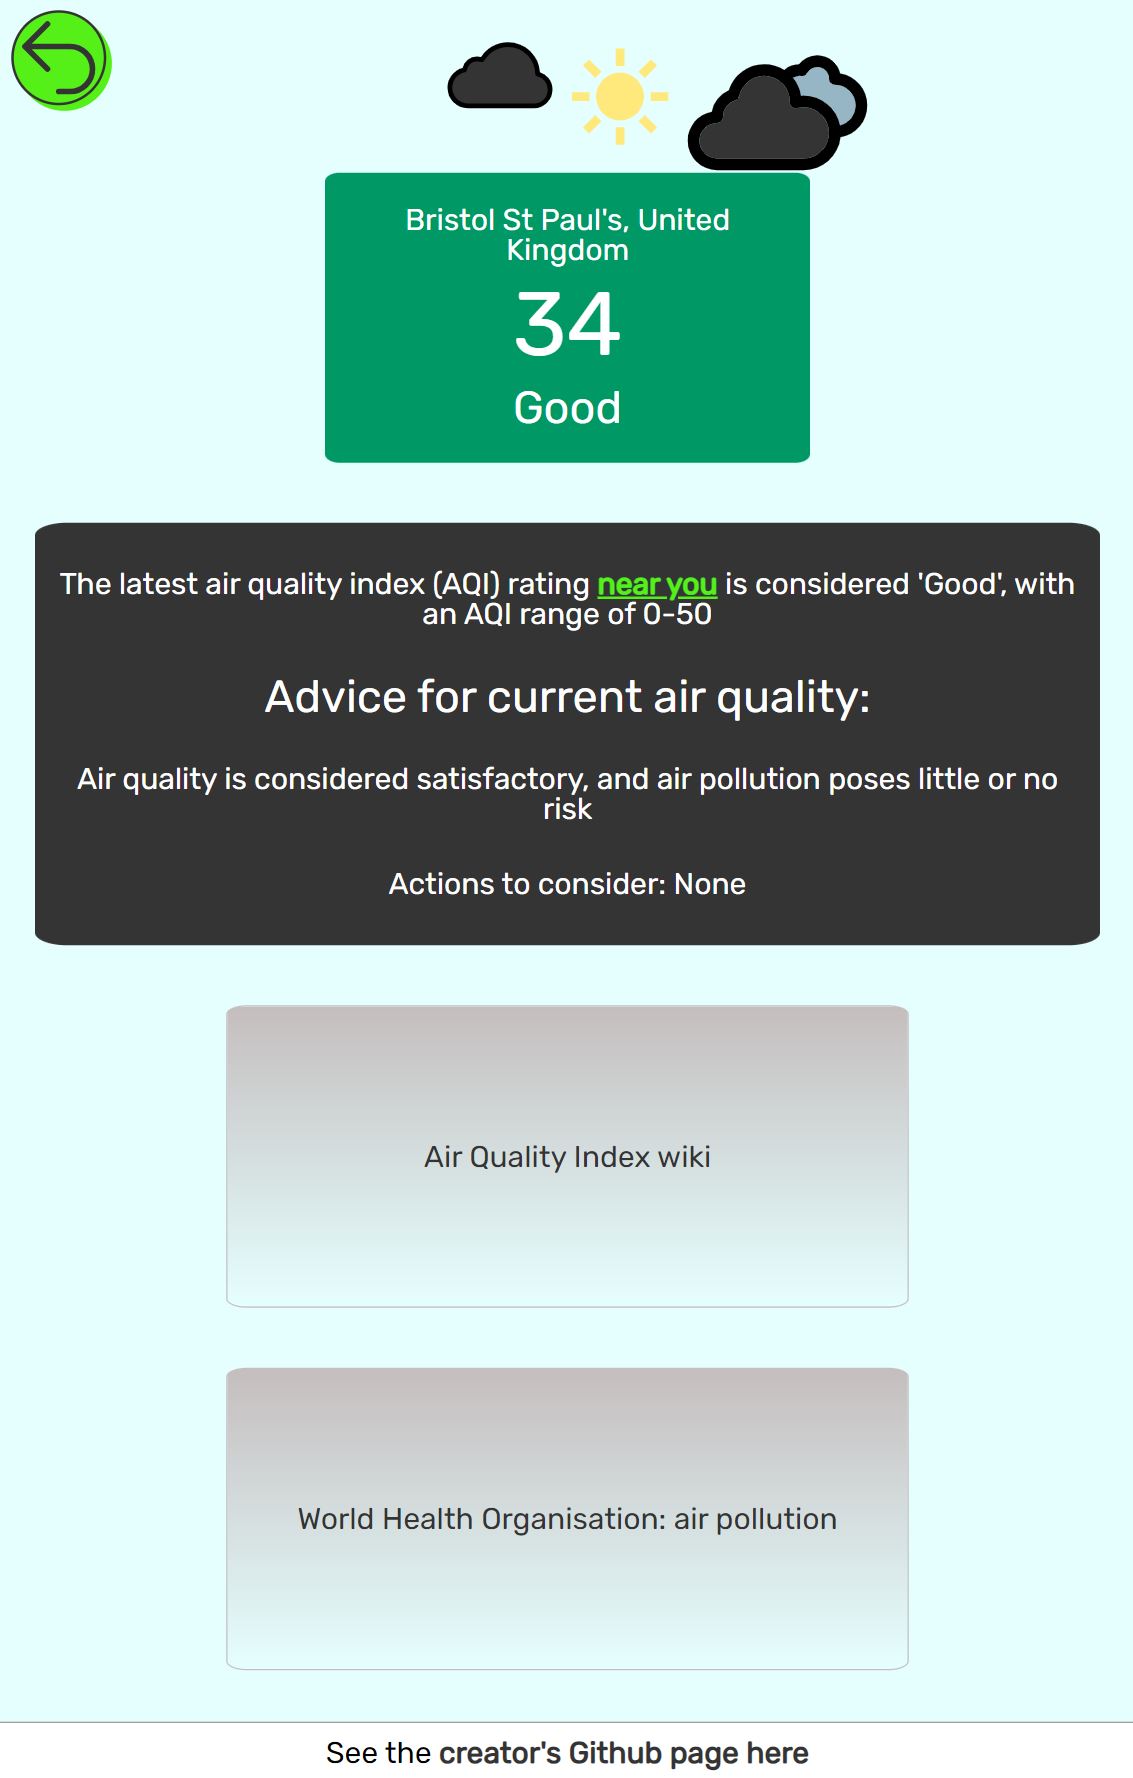 Bristol St Paul's, United
Kingdom
34
Good
The latest air quality index (AQI) rating near you is considered 'Good', with
an AQI range of 0-50
Advice for current air quality:
Air quality is considered satisfactory, and air pollution poses little or no
risk
Actions to consider: None
Air Quality Index wiki
World Health Organisation: air pollution
See the creator's Github page here